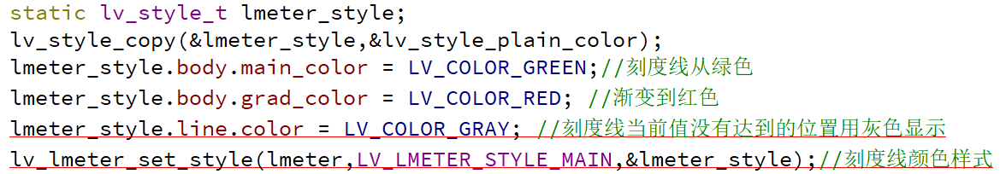 static lv_style_t lmeter_style;
lv_style_copy(&lmeter_style,&lv_style_plain_color);
lmeter_style.body.main_color = LV_COLOR_GREEN;//刻度线从绿色
lmeter_style.body.grad_color = LV_COLOR_RED; //渐变到红色
lmeter_style.line.color = LV_COLOR_GRAY; //刻度线当前值没有达到的位置用灰色显示
lv_lmeter_set_style(lmeter,LV_LMETER_STYLE_MAIN,&lmeter_style);//刻度线颜色样式